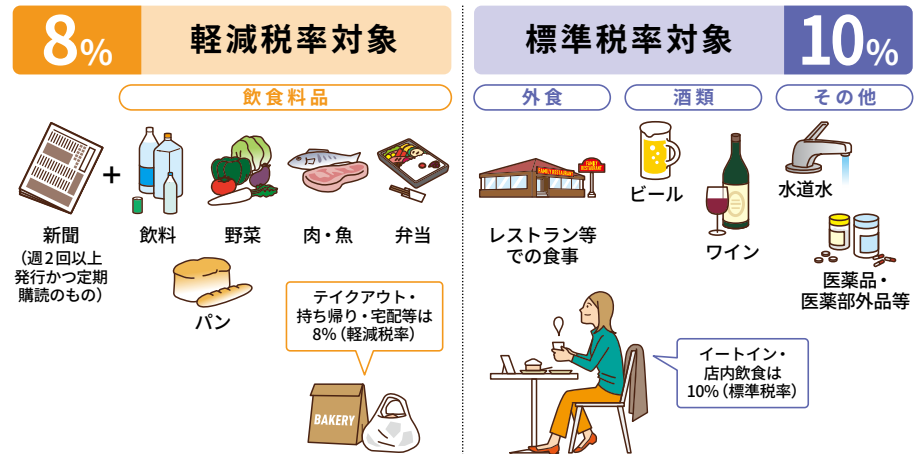 8%
軽減税率対象
飲食料品
新聞
（週2回以上
発行かつ定期
購読のもの）
+
飲料
野菜
肉・魚
弁当
パン
テイクアウト・
持ち帰り・宅配等は
8%（軽減税率）
BAKERY
標準税率対象
10%
外食
酒類
その他
FAMILY RESTAURANT
FAMILY
RESTAURANT
レストラン等
での食事
ビール
ワイン
水道水
医薬品・
医薬部外品等
イートイン・
店内飲食は
10%（標準税率）